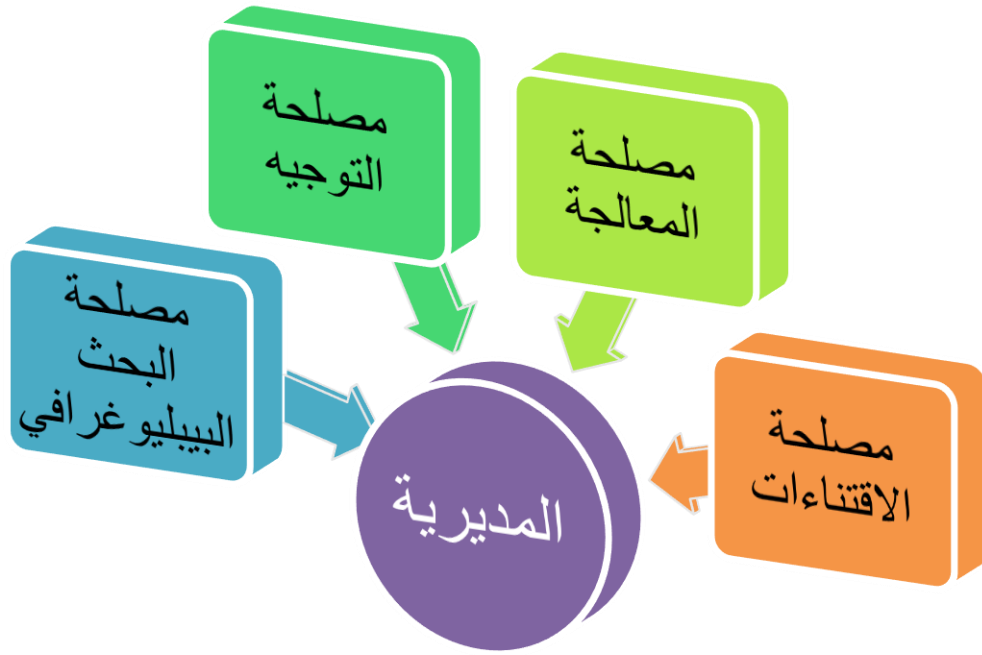 مصلحة
التوجيه
مصلحة
المعالجة
مصلحة
البحث
البيبليوغرافي
مصلحة
الاقتناءات
المديرية